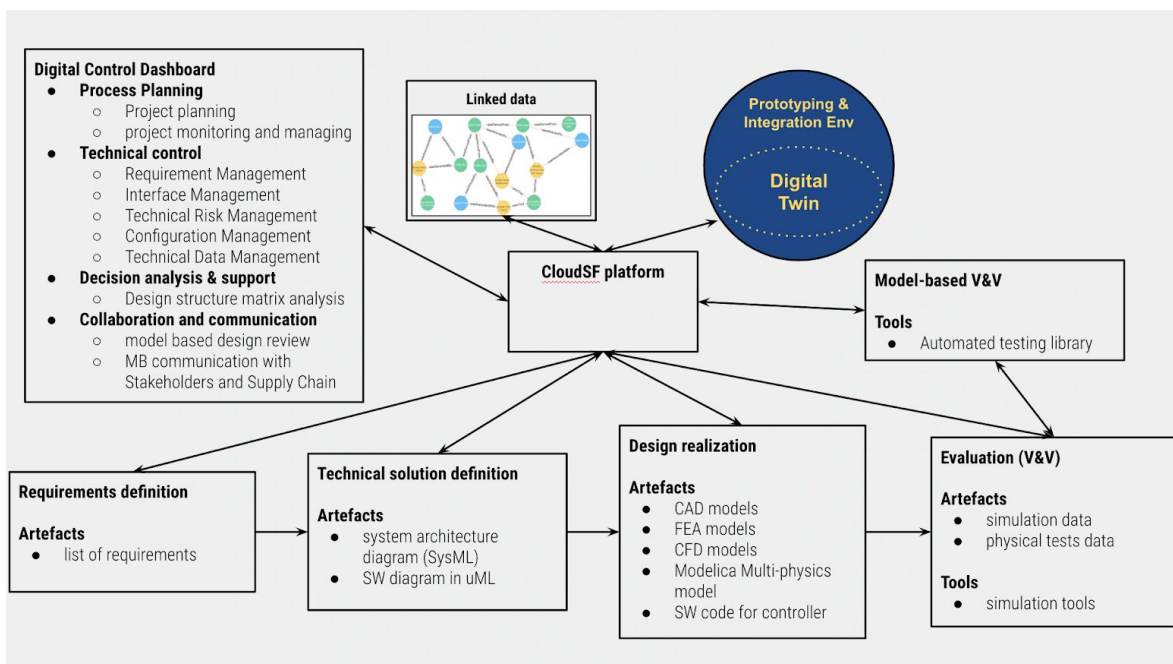 Digital Control Dashboard
● Process Planning
○ Project planning
○ project monitoring and managing
● Technical control
○ Requirement Management
○ Interface Management
○ Technical Risk Management
○ Configuration Management
○ Technical Data Management
● Decision analysis & support
○ Design structure matrix analysis
● Collaboration and communication
○ model based design review
○ MB communication with
Stakeholders and Supply Chain
Linked data
Prototyping &
Integration Env
Digital
Twin
CloudSF platform
Model-based V&V
Tools
● Automated testing library
Requirements definition
Artefacts
● list of requirements
Technical solution definition
Artefacts
● system architecture
diagram (SysML)
● SW diagram in uML
Design realization
Artefacts
● CAD models
● FEA models
● CFD models
● Modelica Multi-physics
model
● SW code for controller
Evaluation (V&V)
Artefacts
● simulation data
● physical tests data
Tools
● simulation tools